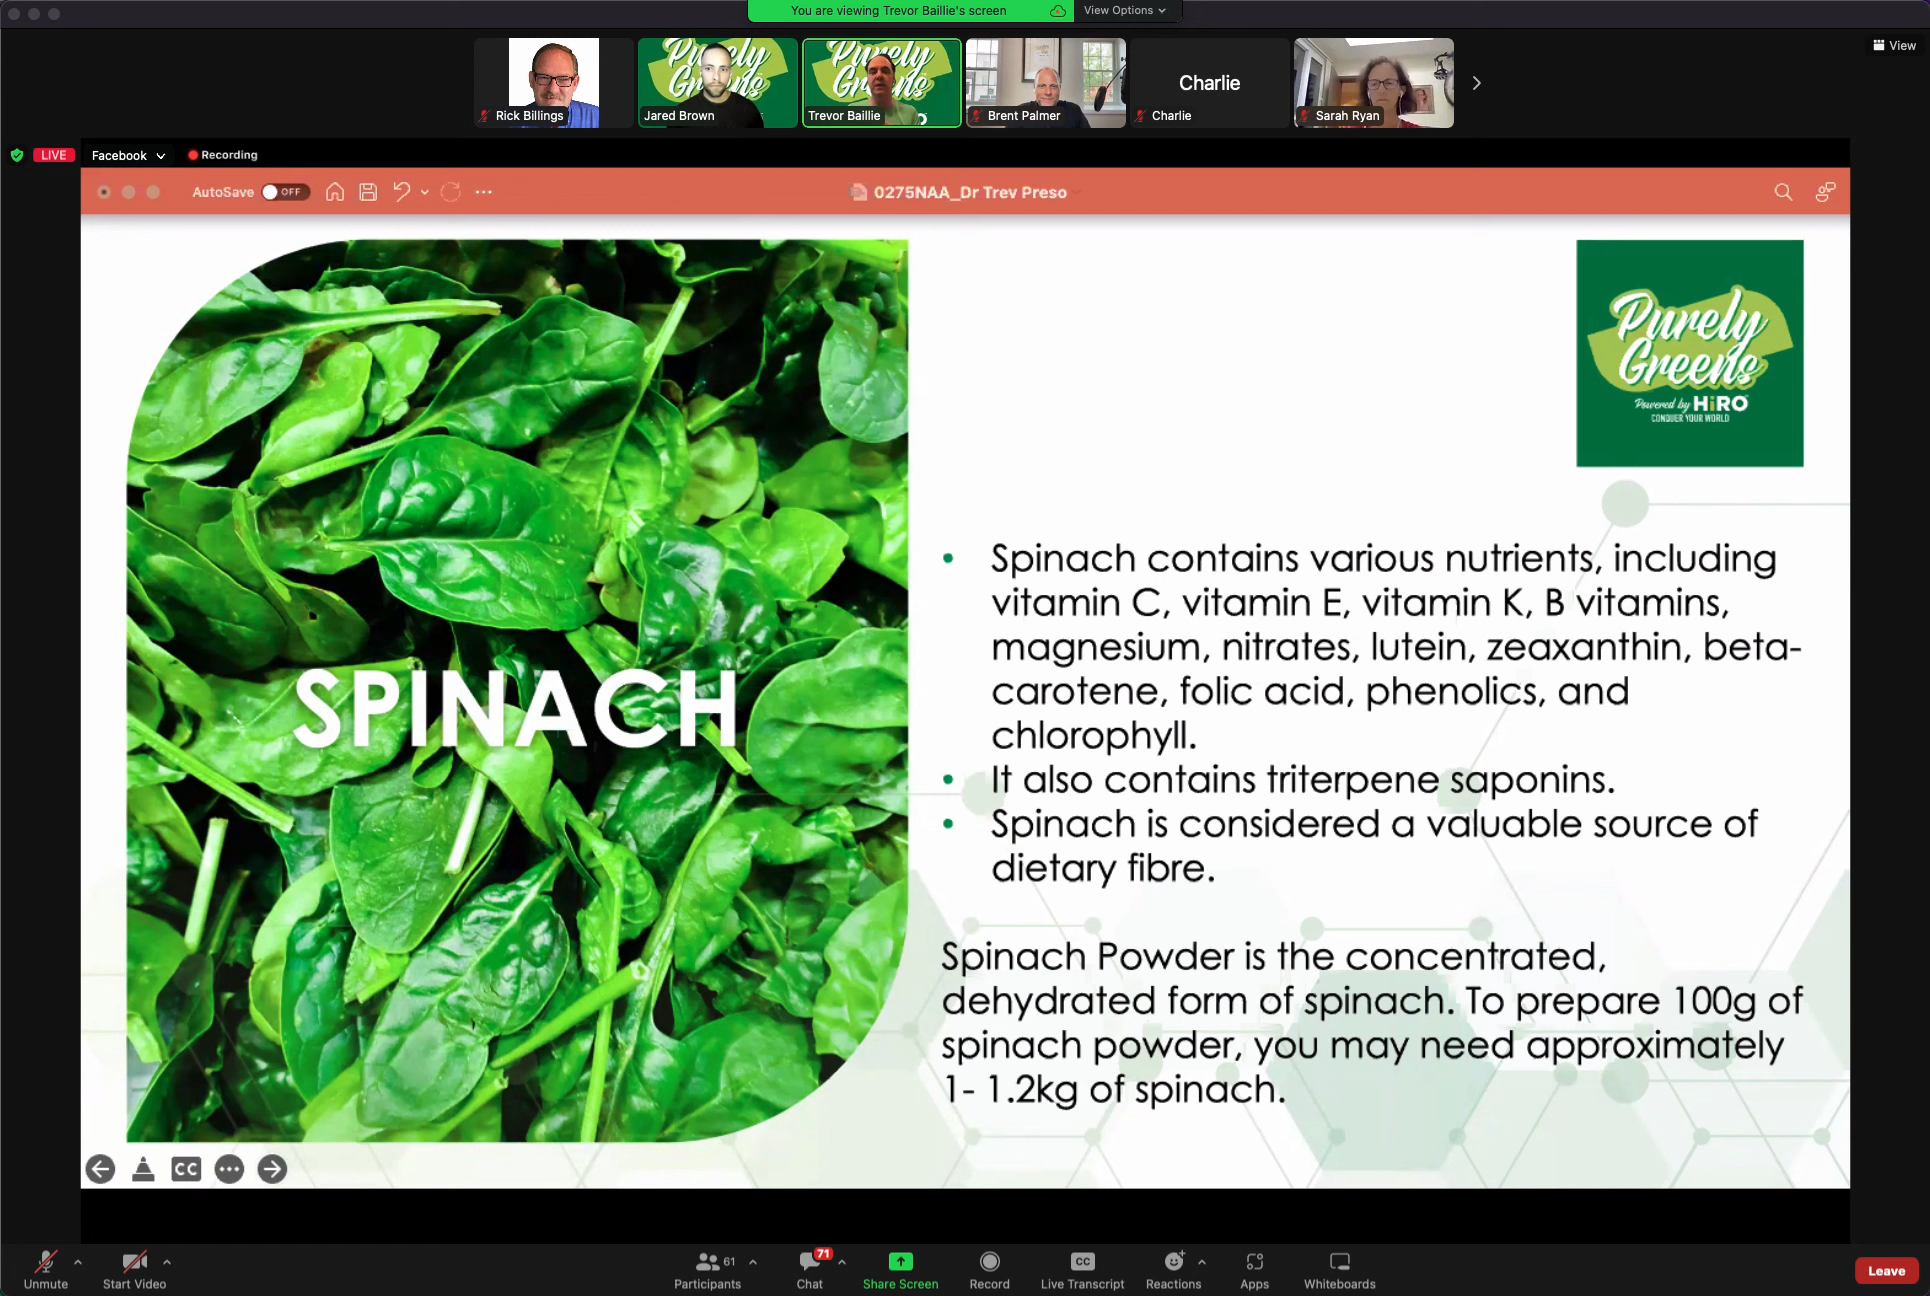 You are viewing Trevor Baillie's screen
View Options
View
Purely Greens
Purely Greens
Charlie
Rick Billings
Jared Brown
Trevor Baillie
Brent Palmer
Charlie
Sarah Ryan
LIVE
Facebook
Recording
AutoSave
OFF
0275NAA_Dr Trev Preso
Purely
Greens
Powered by HiRO
CONQUER YOUR WORLD
SPINACH
• Spinach contains various nutrients, including
vitamin C, vitamin E, vitamin K, B vitamins,
magnesium, nitrates, lutein, zeaxanthin, beta-
carotene, folic acid, phenolics, and
chlorophyll.
• It also contains triterpene saponins.
• Spinach is considered a valuable source of
dietary fibre.
Spinach Powder is the concentrated,
dehydrated form of spinach. To prepare 100g of
spinach powder, you may need approximately
1- 1.2kg of spinach.
CC
Unmute
Start Video
61
Participants
71
Chat
Share Screen
Record
CC
Live Transcript
Reactions
Apps
Whiteboards
Leave